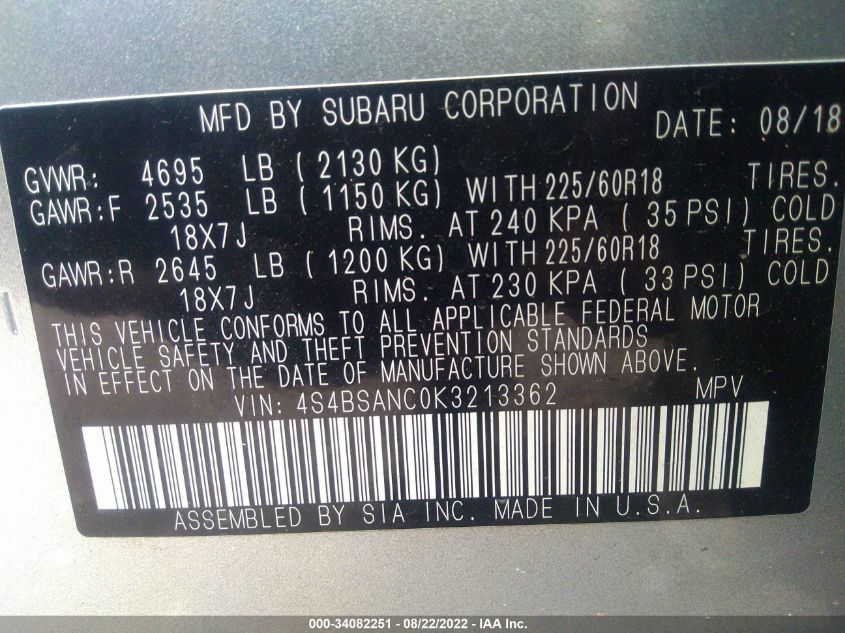 MFD BY SUBARU CORPORATION DATE: 08/18
GVWR: 4695 LB ( 2130 KG)
GAWR:F 2535 LB ( 1150 KG) WITH 225/60R18 TIRES.
18X7J RIMS. AT 240 KPA ( 35 PSI) COLD
GAWR:R 2645 LB ( 1200 KG) WITH 225/60R18 TIRES.
18X7J RIMS. AT 230 KPA ( 33 PSI) COLD
THIS VEHICLE CONFORMS TO ALL APPLICABLE FEDERAL MOTOR
VEHICLE SAFETY AND THEFT PREVENTION STANDARDS
IN EFFECT ON THE DATE OF MANUFACTURE SHOWN ABOVE.
VIN: 4S4BSANC0K3213362 MPV
ASSEMBLED BY SIA INC. MADE IN U.S.A.
000-34082251 - 08/22/2022 - IAA Inc.